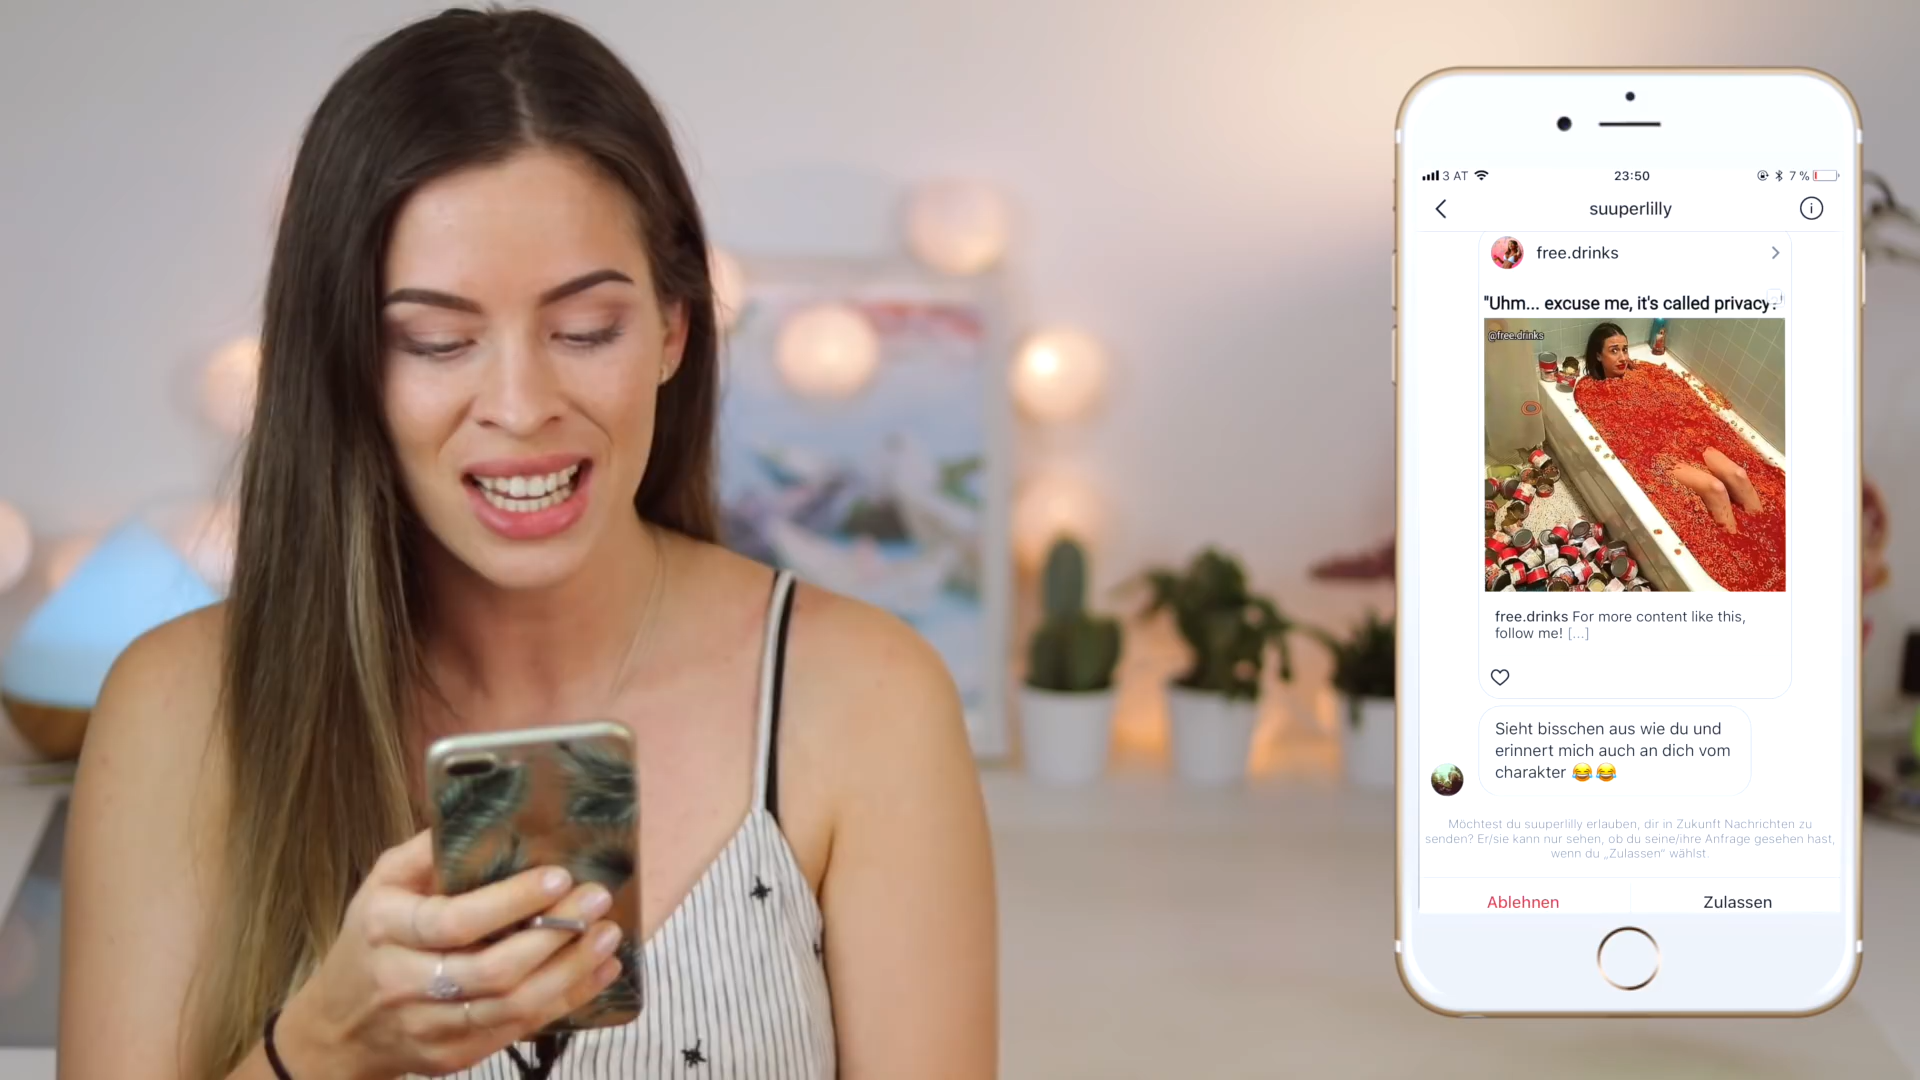 3 AT 23:50 7 %
suuperlilly
free.drinks
"Uhm... excuse me, it's called privacy?"
@free.drinks
free.drinks For more content like this,
follow me! [...]
Sieht bisschen aus wie du und
erinnert mich auch an dich vom
charakter 😂😂
Möchtest du suuperlilly erlauben, dir in Zukunft Nachrichten zu
senden? Er/sie kann nur sehen, ob du seine/ihre Anfrage gesehen hast,
wenn du „Zulassen“ wählst.
Ablehnen Zulassen